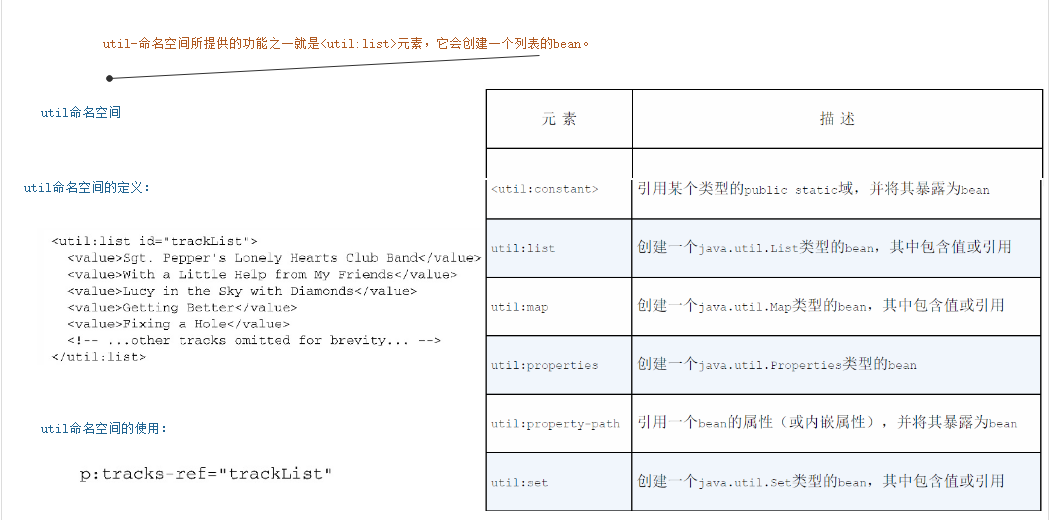 util-命名空间所提供的功能之一就是<util:list>元素，它会创建一个列表的bean。
util命名空间
util命名空间的定义：
<util:list id="trackList">
<value>Sgt. Pepper's Lonely Hearts Club Band</value>
<value>With a Little Help from My Friends</value>
<value>Lucy in the Sky with Diamonds</value>
<value>Getting Better</value>
<value>Fixing a Hole</value>
<!-- ...other tracks omitted for brevity... -->
</util:list>
util命名空间的使用：
p:tracks-ref="trackList"
元 素 描 述
<util:constant> 引用某个类型的public static域，并将其暴露为bean
util:list 创建一个java.util.List类型的bean，其中包含值或引用
util:map 创建一个java.util.Map类型的bean，其中包含值或引用
util:properties 创建一个java.util.Properties类型的bean
util:property-path 引用一个bean的属性（或内嵌属性），并将其暴露为bean
util:set 创建一个java.util.Set类型的bean，其中包含值或引用